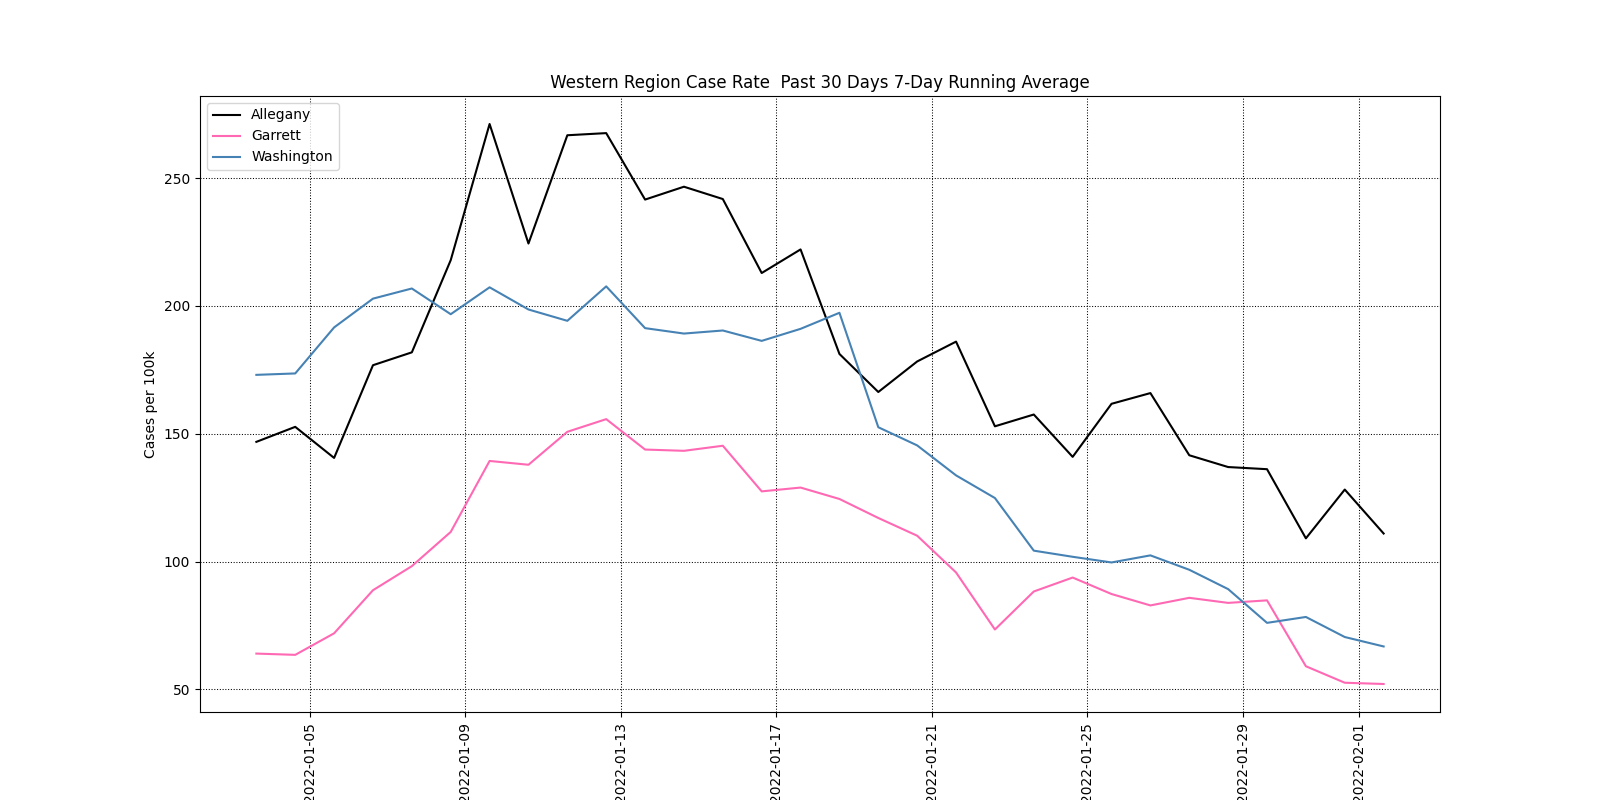 Western Region Case Rate  Past 30 Days 7-Day Running Average
Allegany
Garrett
Washington
250
200
150
100
50
Cases per 100k
2022-01-05
2022-01-09
2022-01-13
2022-01-17
2022-01-21
2022-01-25
2022-01-29
2022-02-01